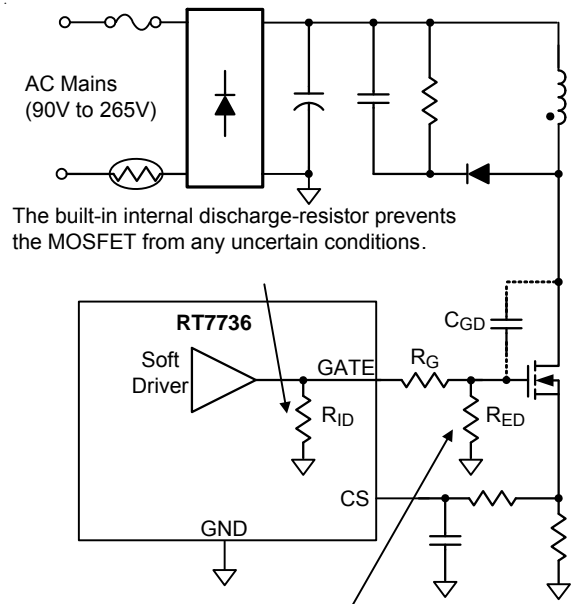 AC Mains
(90V to 265V)
The built-in internal discharge-resistor prevents
the MOSFET from any uncertain conditions.
RT7736
Soft
Driver
GATE
RID
RG
CGD
RED
CS
GND